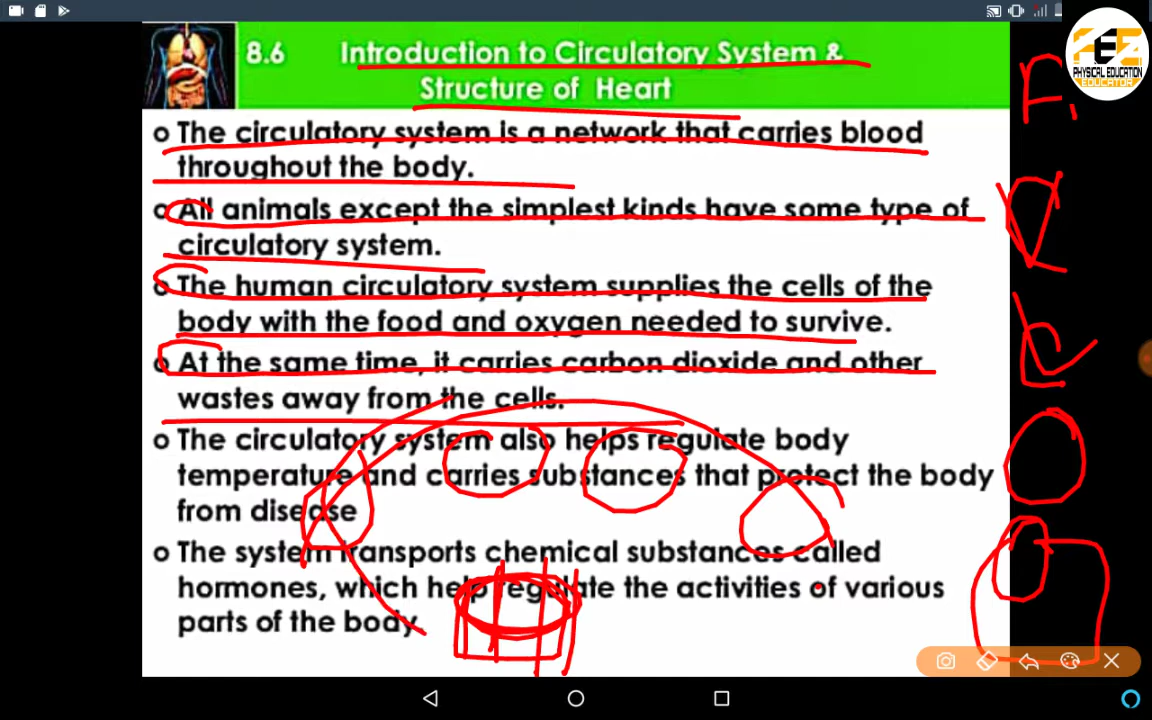 8.6 Introduction to Circulatory System &
Structure of Heart
PHYSICAL EDUCATION
EDUCATOR
o The circulatory system is a network that carries blood
throughout the body.
o All animals except the simplest kinds have some type of
circulatory system.
o The human circulatory system supplies the cells of the
body with the food and oxygen needed to survive.
o At the same time, it carries carbon dioxide and other
wastes away from the cells.
o The circulatory system also helps regulate body
temperature and carries substances that protect the body
from disease
o The system transports chemical substances called
hormones, which help regulate the activities of various
parts of the body.